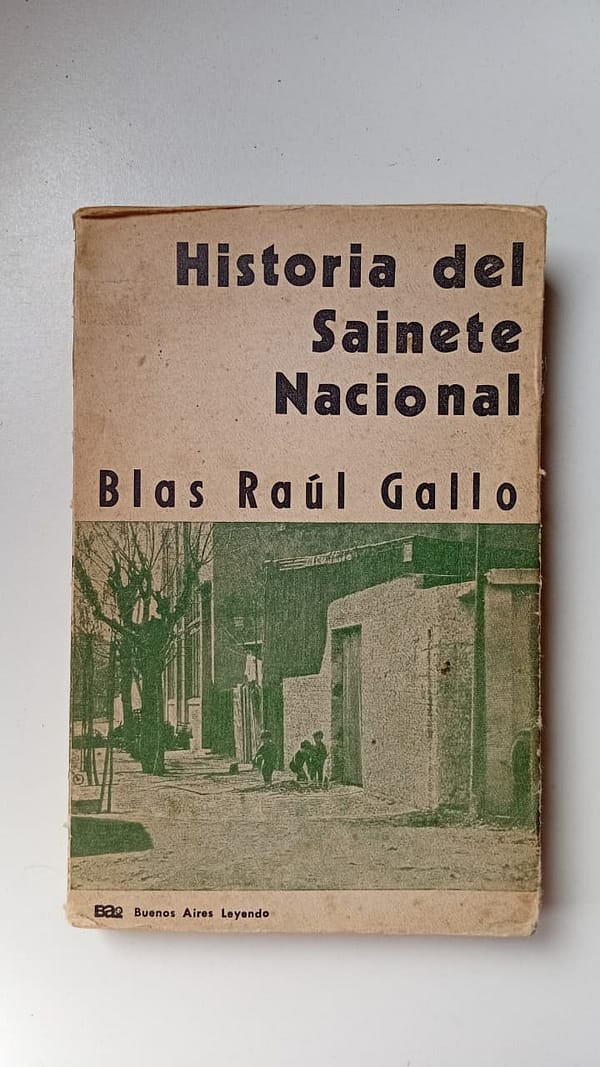 Historia del
Sainete
Nacional
Blas Raúl Gallo
Buenos Aires Leyendo